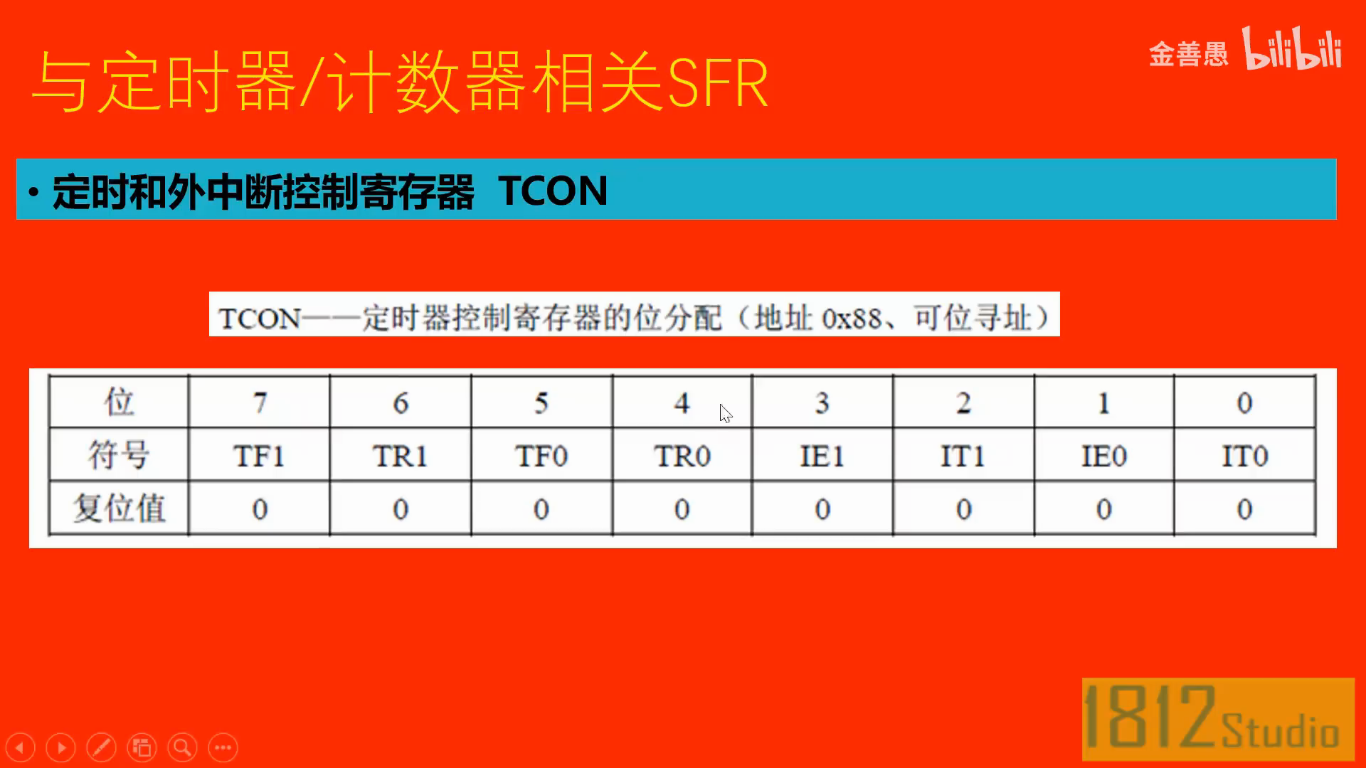 与定时器/计数器相关SFR
金善愚 bilibili
• 定时和外中断控制寄存器 TCON
TCON——定时器控制寄存器的位分配（地址 0x88、可位寻址）
位 7 6 5 4 3 2 1 0
符号 TF1 TR1 TF0 TR0 IE1 IT1 IE0 IT0
复位值 0 0 0 0 0 0 0 0
1812 Studio